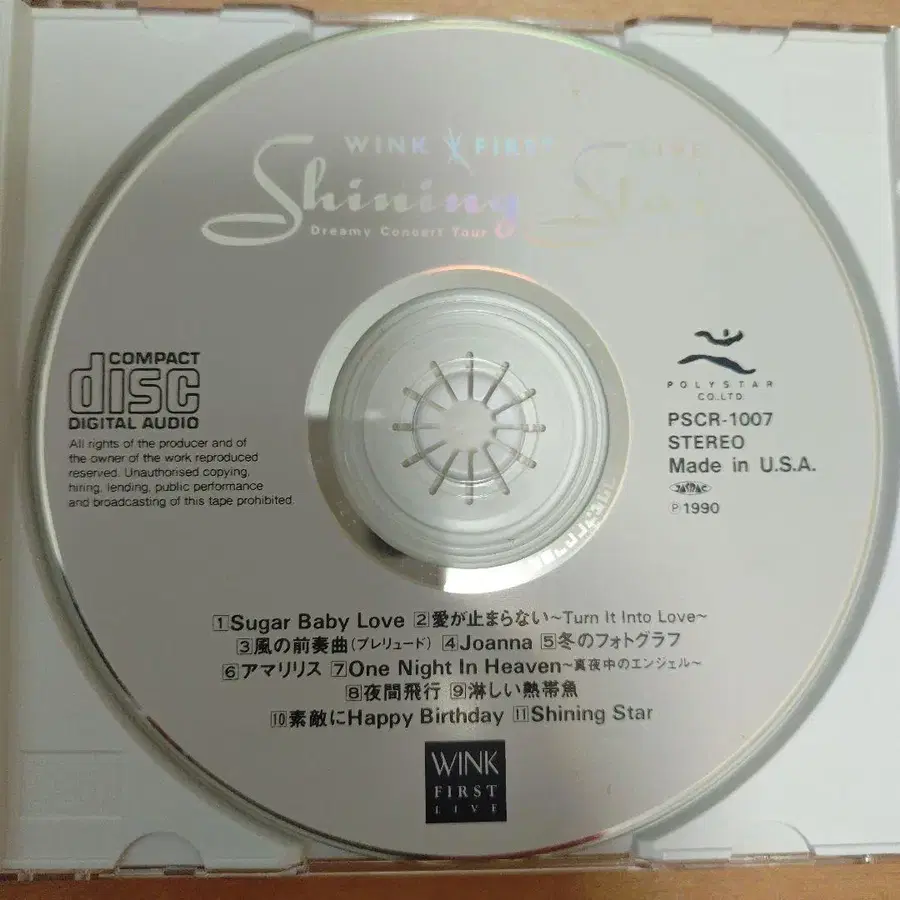 WINK FIRST LIVE
Shining Star
Dreamy Concert Tour
COMPACT
disc
DIGITAL AUDIO
All rights of the producer and of
the owner of the work reproduced
reserved. Unauthorised copying,
hiring, lending, public performance
and broadcasting of this tape prohibited.
POLYSTAR
CO.,LTD.
PSCR-1007
STEREO
Made in U.S.A.
JASRAC
Ⓟ1990
1 Sugar Baby Love 2 愛が止まらない~Turn It Into Love~
3 風の前奏曲(プレリュード) 4 Joanna 5 冬のフォトグラフ
6 アマリリス 7 One Night In Heaven~真夜中のエンジェル~
8 夜間飛行 9 淋しい熱帯魚
10 素敵にHappy Birthday 11 Shining Star
WINK
FIRST
LIVE